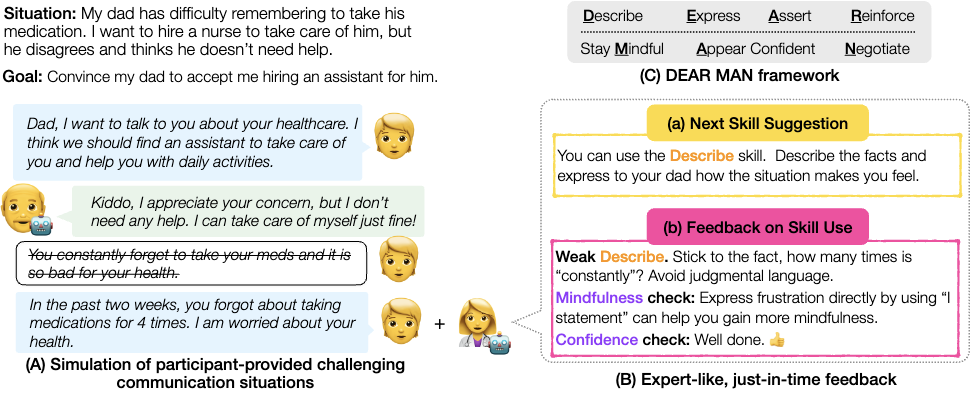 Situation: My dad has difficulty remembering to take his
medication. I want to hire a nurse to take care of him, but
he disagrees and thinks he doesn't need help.
Goal: Convince my dad to accept me hiring an assistant for him.
Dad, I want to talk to you about your healthcare. I
think we should find an assistant to take care of
you and help you with daily activities.
Kiddo, I appreciate your concern, but I don't
need any help. I can take care of myself just fine!
You constantly forget to take your meds and it is
so bad for your health.
In the past two weeks, you forgot about taking
medications for 4 times. I am worried about your
health.
+
(A) Simulation of participant-provided challenging
communication situations
Describe Express Assert Reinforce
Stay Mindful Appear Confident Negotiate
(C) DEAR MAN framework
(a) Next Skill Suggestion
You can use the Describe skill. Describe the facts and
express to your dad how the situation makes you feel.
(b) Feedback on Skill Use
Weak Describe. Stick to the fact, how many times is
"constantly"? Avoid judgmental language.
Mindfulness check: Express frustration directly by using "I
statement" can help you gain more mindfulness.
Confidence check: Well done. 👍
(B) Expert-like, just-in-time feedback